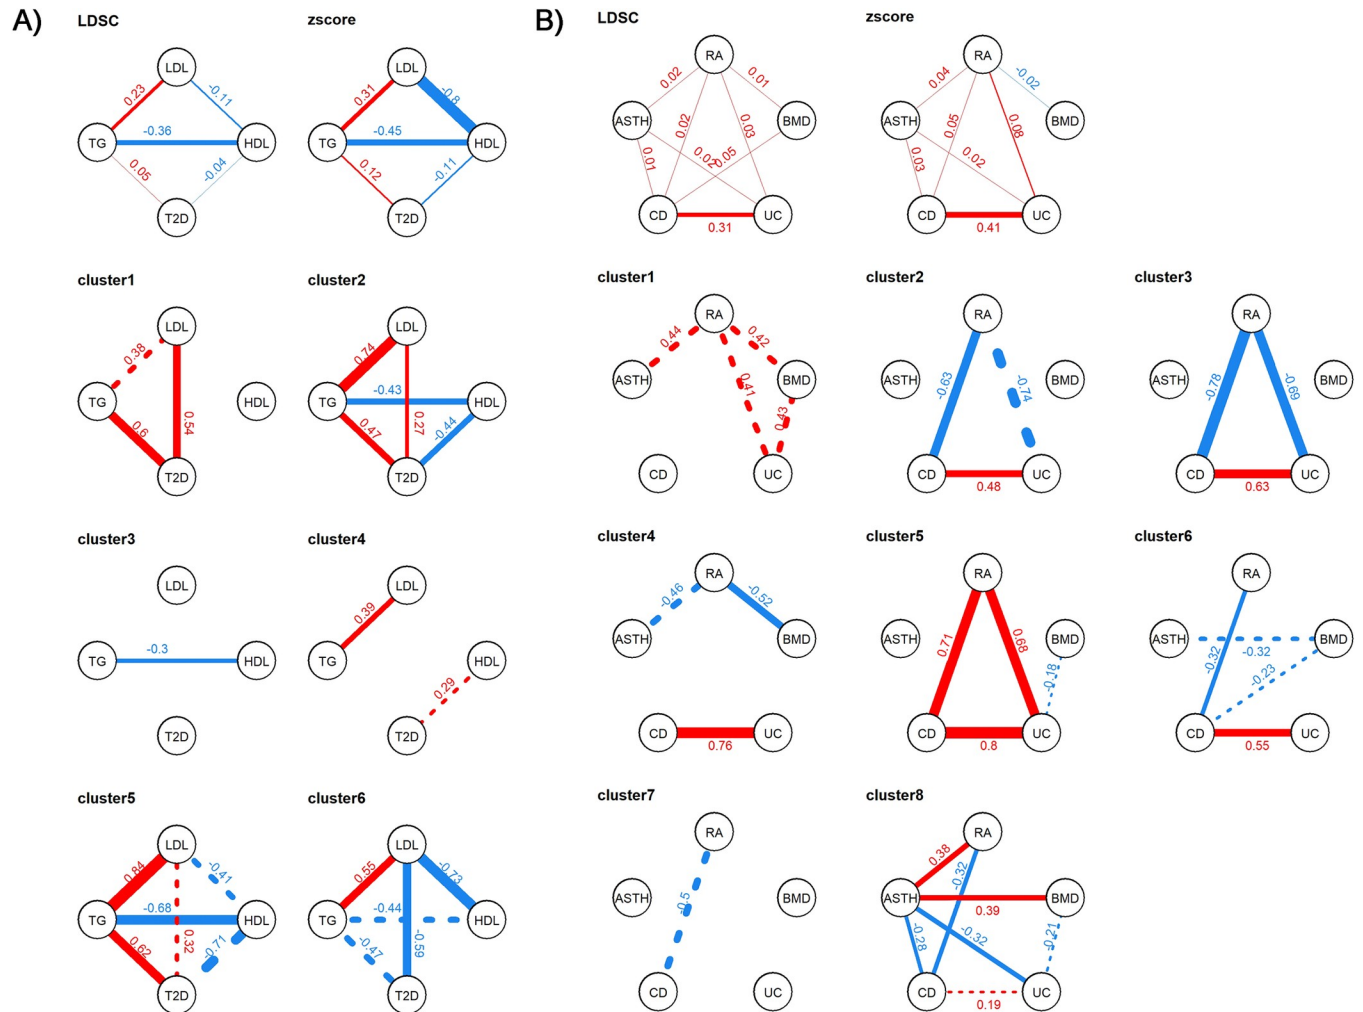 A)
LDSC
zscore
B)
LDSC
zscore
LDL
0.23
-0.11
TG
-0.36
HDL
0.05
-0.04
T2D
LDL
0.31
-0.8
TG
-0.45
HDL
0.12
-0.11
T2D
RA
0.02
0.01
ASTH
BMD
0.02
0.03
0.01
0.02
0.05
CD
UC
0.31
RA
0.04
-0.02
ASTH
BMD
0.05
0.08
0.03
0.02
CD
UC
0.41
cluster1
cluster2
cluster1
cluster2
cluster3
LDL
0.38
TG
HDL
0.6
0.54
T2D
LDL
0.74
TG
-0.43
HDL
0.47
0.27
-0.44
T2D
RA
0.44
0.42
ASTH
BMD
0.41
0.43
CD
UC
RA
ASTH
BMD
-0.63
-0.74
CD
UC
0.48
RA
ASTH
BMD
-0.78
-0.69
CD
UC
0.63
cluster3
cluster4
cluster4
cluster5
cluster6
LDL
TG
-0.3
HDL
T2D
LDL
0.39
TG
HDL
0.29
T2D
RA
-0.46
-0.52
ASTH
BMD
CD
UC
0.76
RA
ASTH
BMD
0.71
0.68
-0.18
CD
UC
0.8
RA
ASTH
BMD
-0.32
-0.32
-0.23
CD
UC
0.55
cluster5
cluster6
cluster7
cluster8
LDL
0.84
-0.41
TG
-0.68
HDL
0.62
0.32
-0.71
T2D
LDL
0.55
-0.73
TG
-0.44
HDL
-0.47
-0.59
T2D
RA
ASTH
BMD
-0.5
CD
UC
RA
0.38
-0.32
ASTH
BMD
0.39
-0.28
-0.32
-0.21
CD
UC
0.19